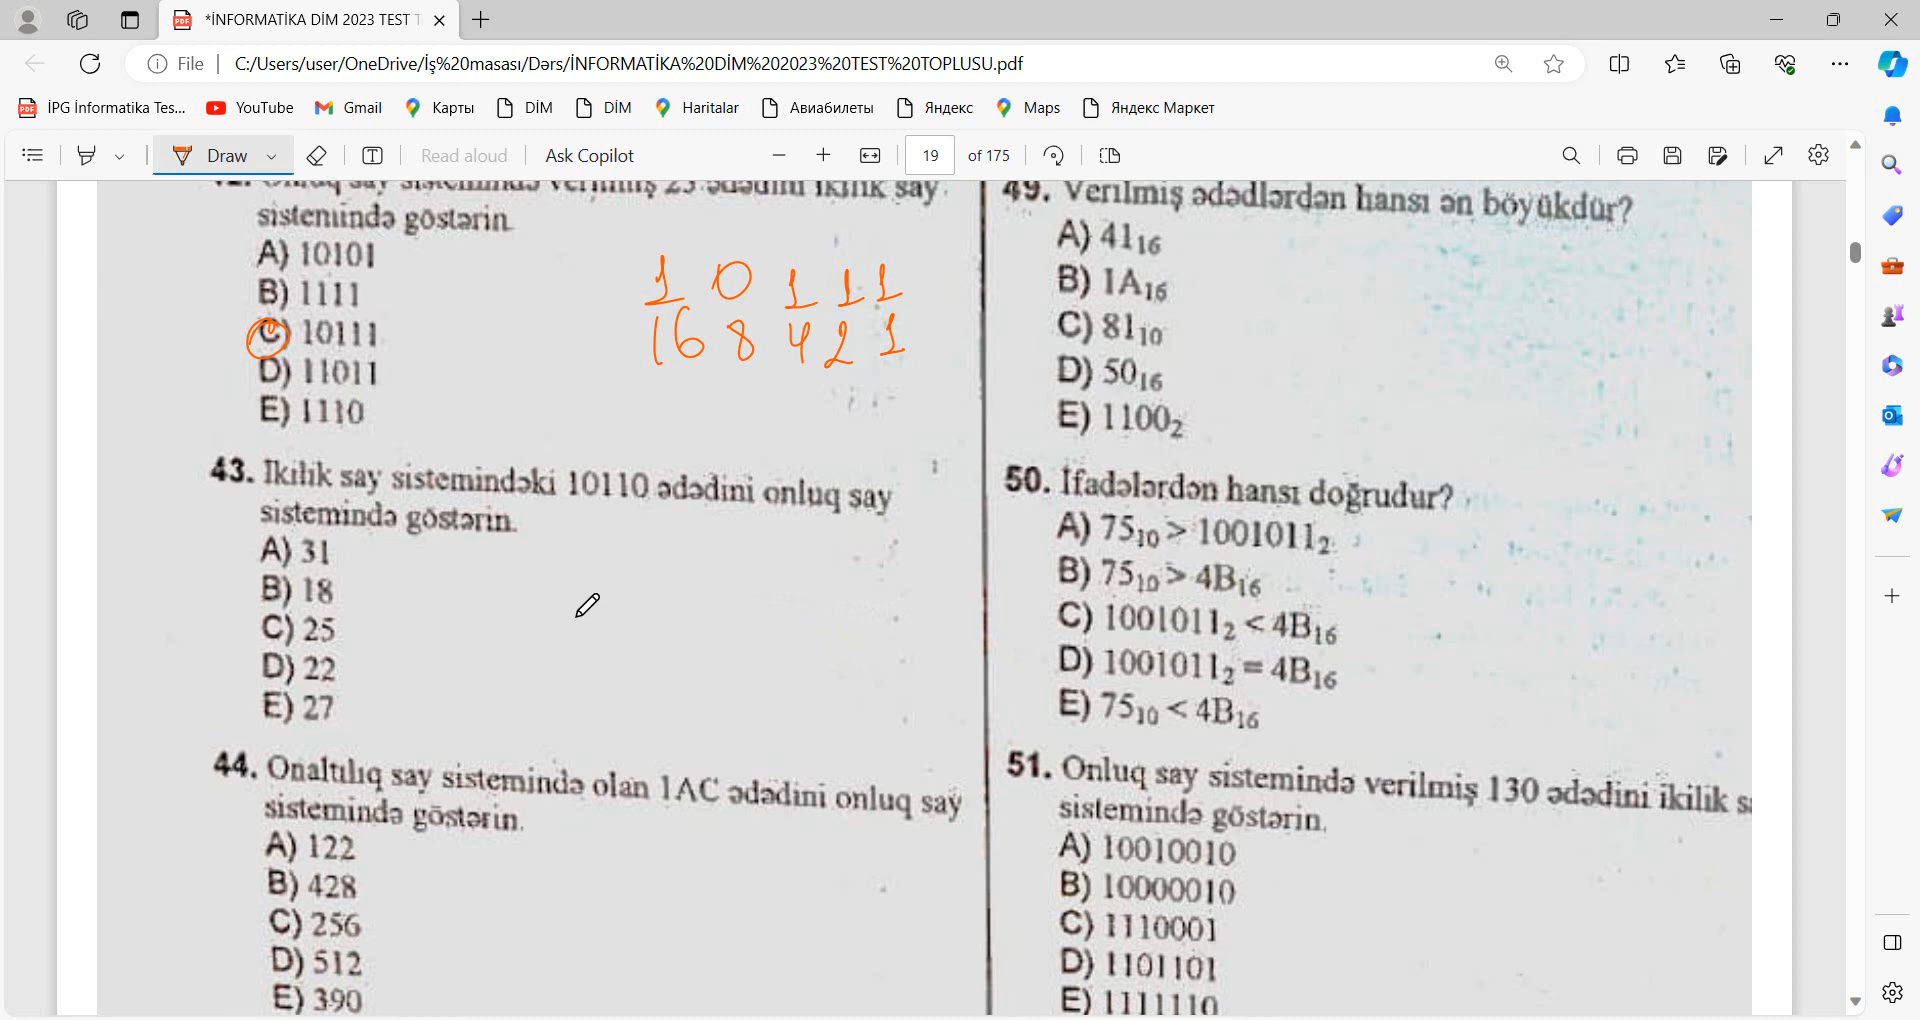 *İNFORMATİKA DİM 2023 TEST T
File
C:/Users/user/OneDrive/İş%20masası/Dərs/İNFORMATİKA%20DİM%202023%20TEST%20TOPLUSU.pdf
İPG İnformatika Tes...
YouTube
Gmail
Карты
DİM
DİM
Haritalar
Авиабилеты
Яндекс
Maps
Яндекс Маркет
Draw
Read aloud
Ask Copilot
19
of 175
say
sistemində göstərin.
A) 10101
B) 1111
C) 10111
D) 11011
E) 1110
1 0 1 1 1
16 8 4 2 1
43. İkilik say sistemindəki 10110 ədədini onluq say
sistemində göstərin.
A) 31
B) 18
C) 25
D) 22
E) 27
44. Onaltılıq say sistemində olan 1AC ədədini onluq say
sistemində göstərin.
A) 122
B) 428
C) 256
D) 512
E) 390
49. Verilmiş ədədlərdən hansı ən böyükdür?
A) 41₁₆
B) 1A₁₆
C) 81₁₀
D) 50₁₆
E) 1100₂
50. İfadələrdən hansı doğrudur?
A) 75₁₀ > 1001011₂
B) 75₁₀ > 4B₁₆
C) 1001011₂ < 4B₁₆
D) 1001011₂ = 4B₁₆
E) 75₁₀ < 4B₁₆
51. Onluq say sistemində verilmiş 130 ədədini ikilik s
sistemində göstərin.
A) 10010010
B) 10000010
C) 1110001
D) 1101101
E) 1111110